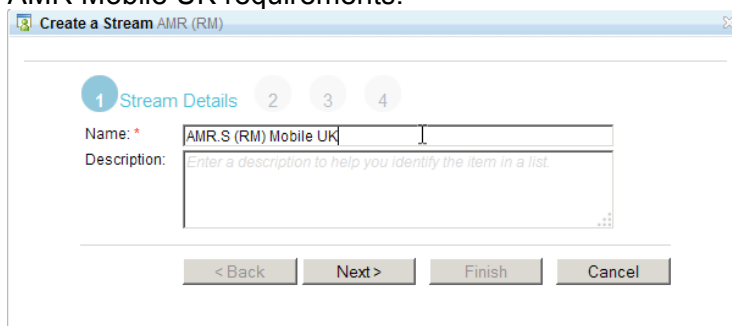 AMR Mobile UK requirements.
Create a Stream AMR (RM)
1 Stream Details 2 3 4
Name: * AMR.S (RM) Mobile UK
Description: Enter a description to help you identify the item in a list.
< Back Next > Finish Cancel